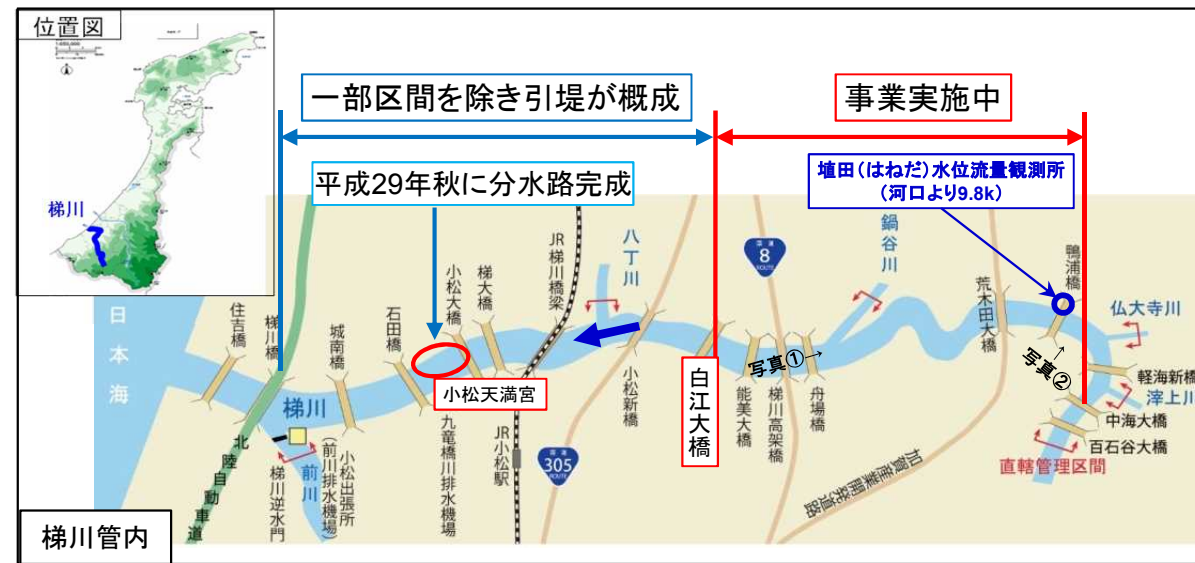 位置図
梯川
一部区間を除き引堤が概成
事業実施中
平成29年秋に分水路完成
埴田(はねだ)水位流量観測所
(河口より9.8k)
日本海
住吉橋
梯川橋
城南橋
石田橋
小松大橋
梯大橋
JR梯川橋梁
八丁川
国道
8
ROUTE
鍋谷川
荒木田大橋
鴨浦橋
仏大寺川
小松天満宮
小松新橋
白江大橋
能美大橋
写真①→
梯川高架橋
舟場橋
写真②→
軽海新橋
滓上川
中海大橋
百石谷大橋
直轄管理区間
梯川
前川
梯川逆水門
小松出張所
(前川排水機場)
九竜橋川排水機場
JR小松駅
国道
305
ROUTE
加賀産業開発道路
北陸自動車道
梯川管内